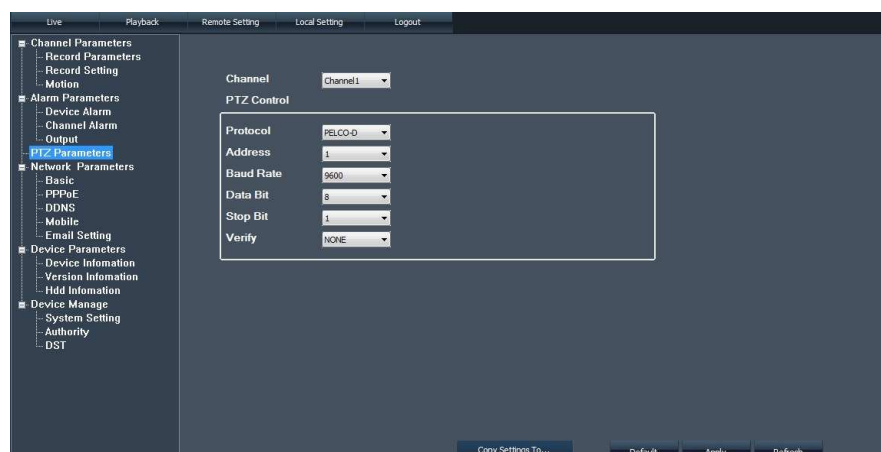 Live Playback Remote Setting Local Setting Logout
Channel Parameters
Record Parameters
Record Setting
Motion
Alarm Parameters
Device Alarm
Channel Alarm
Output
PTZ Parameters
Network Parameters
Basic
PPPoE
DDNS
Mobile
Email Setting
Device Parameters
Device Infomation
Version Infomation
Hdd Infomation
Device Manage
System Setting
Authority
DST
Channel Channel1
PTZ Control
Protocol PELCO-D
Address 1
Baud Rate 9600
Data Bit 8
Stop Bit 1
Verify NONE
Copy Settings To... Default Apply Refresh